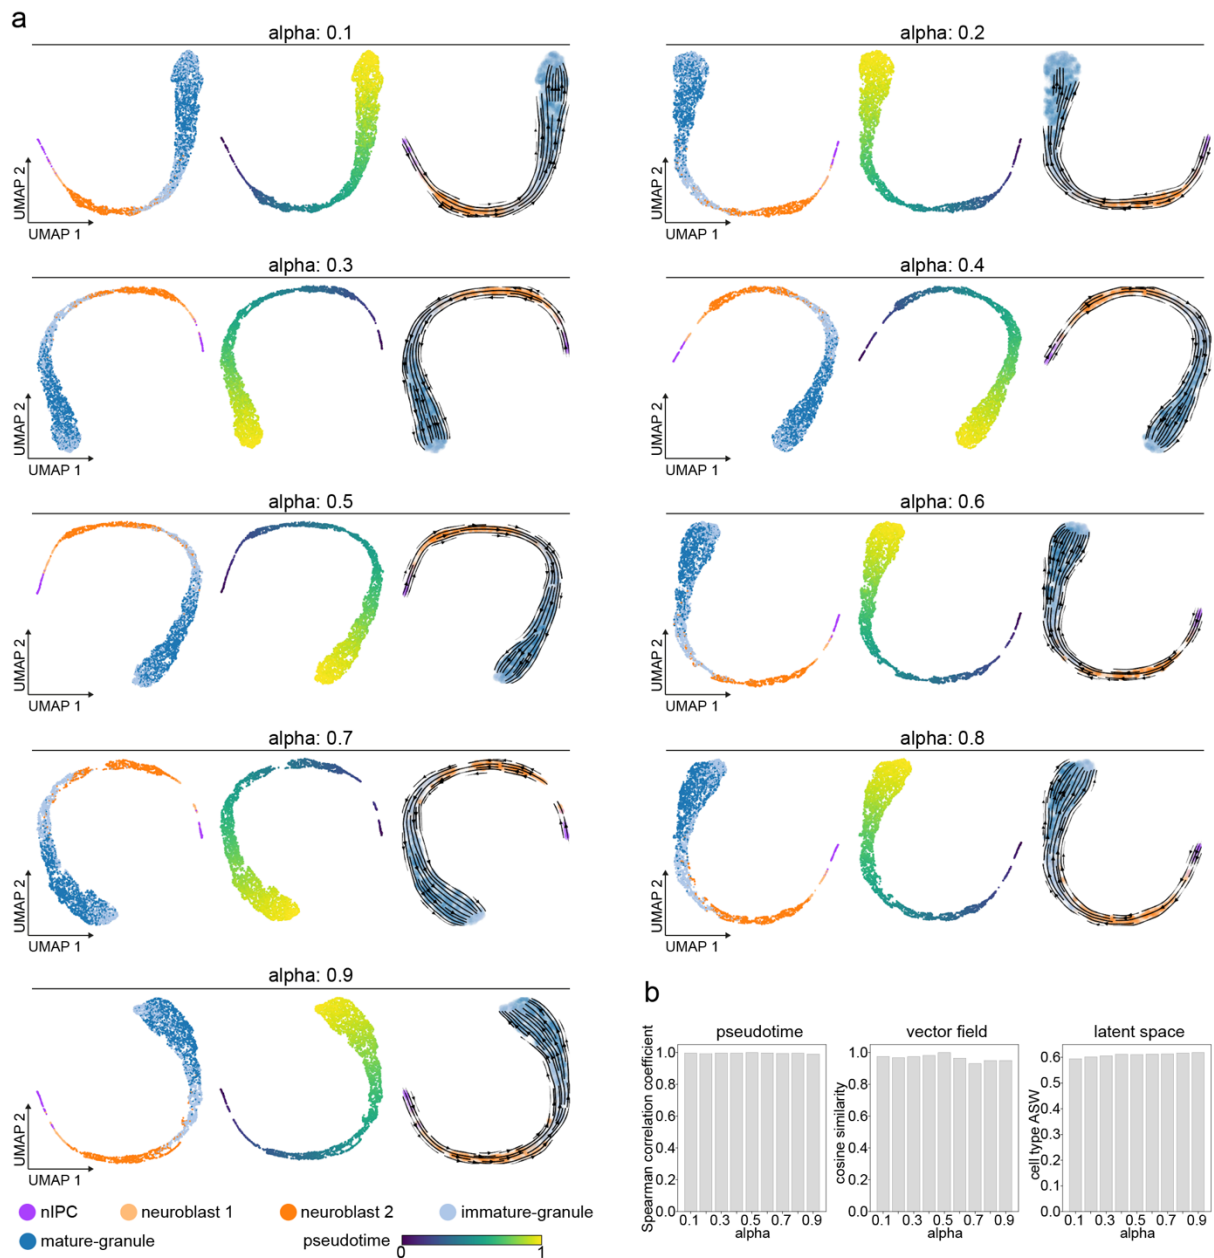 a
alpha: 0.1
alpha: 0.2
UMAP 2
UMAP 1
UMAP 2
UMAP 1
alpha: 0.3
alpha: 0.4
UMAP 2
UMAP 1
UMAP 2
UMAP 1
alpha: 0.5
alpha: 0.6
UMAP 2
UMAP 1
UMAP 2
UMAP 1
alpha: 0.7
alpha: 0.8
UMAP 2
UMAP 1
UMAP 2
UMAP 1
alpha: 0.9
UMAP 2
UMAP 1
nIPC
neuroblast 1
neuroblast 2
immature-granule
mature-granule
pseudotime
0
1
b
pseudotime
Spearman correlation coefficient
1.0
0.8
0.6
0.4
0.2
0.0
0.1 0.3 0.5 0.7 0.9
alpha
vector field
cosine similarity
1.0
0.8
0.6
0.4
0.2
0.0
0.1 0.3 0.5 0.7 0.9
alpha
latent space
cell type ASW
0.6
0.5
0.4
0.3
0.2
0.1
0.0
0.1 0.3 0.5 0.7 0.9
alpha